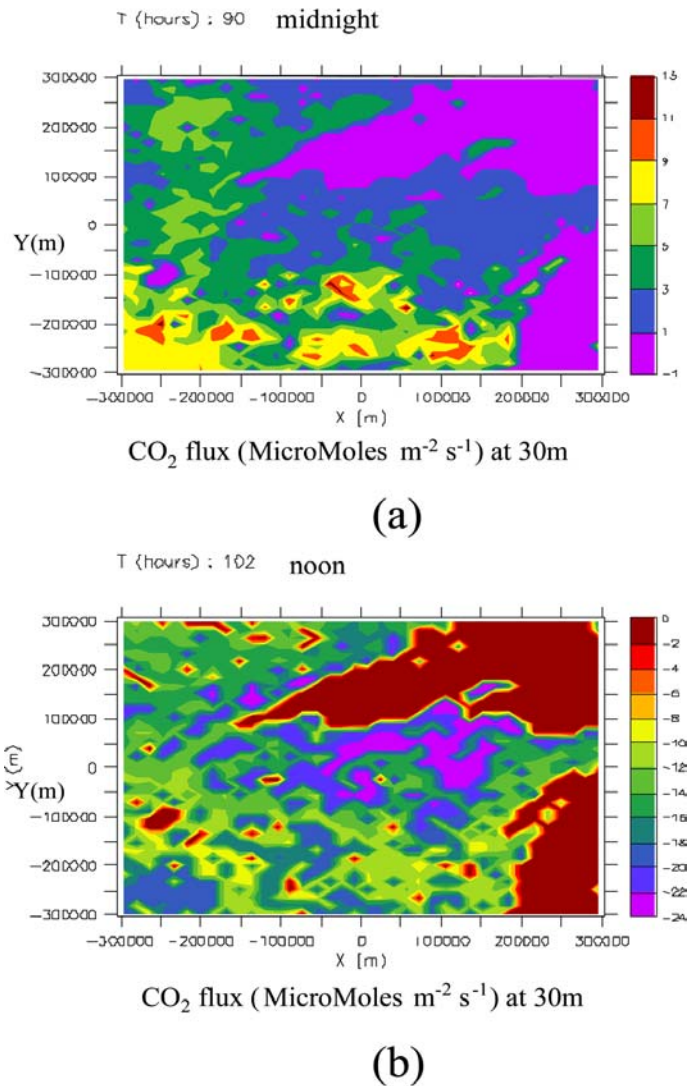 T (hours) : 90 midnight
300000
200000
100000
0
Y(m)
-100000
-200000
-300000
13
11
9
7
5
3
1
-1
-300000 -200000 -100000 0 100000 200000 300000
X (m)
CO₂ flux (MicroMoles m⁻² s⁻¹) at 30m
(a)
T (hours) : 102 noon
300000
200000
100000
0
Y (m)
Y(m)
-100000
-200000
-300000
0
-2
-4
-6
-8
-10
-12
-14
-16
-18
-20
-22
-24
-300000 -200000 -100000 0 100000 200000 300000
X (m)
CO₂ flux (MicroMoles m⁻² s⁻¹) at 30m
(b)